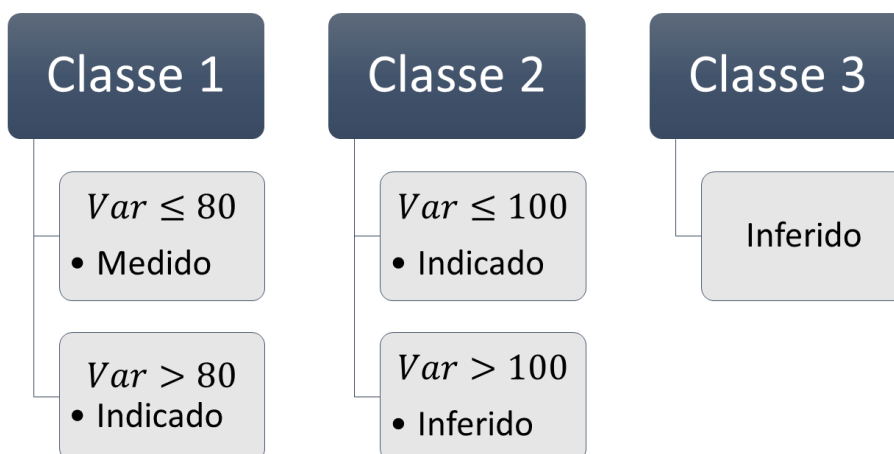 Classe 1
Var ≤ 80
• Medido
Var > 80
• Indicado
Classe 2
Var ≤ 100
• Indicado
Var > 100
• Inferido
Classe 3
Inferido